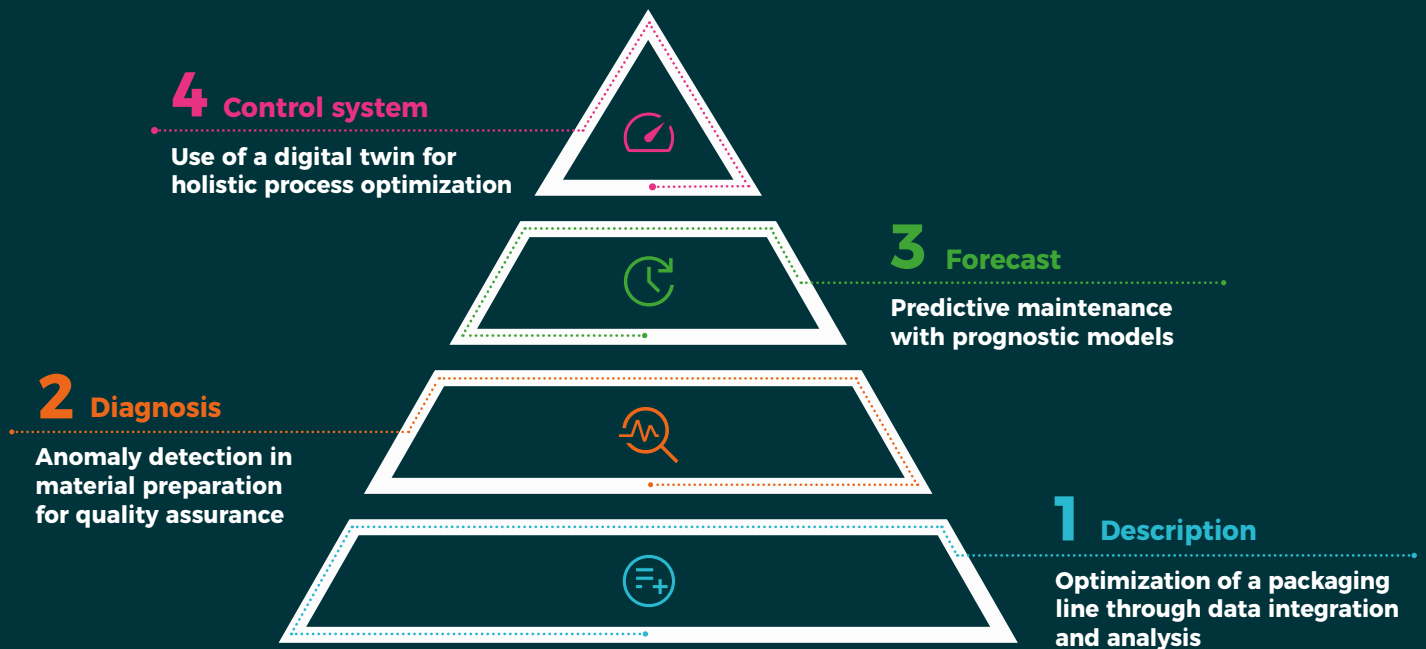 4 Control system
Use of a digital twin for
holistic process optimization
3 Forecast
Predictive maintenance
with prognostic models
2 Diagnosis
Anomaly detection in
material preparation
for quality assurance
1 Description
Optimization of a packaging
line through data integration
and analysis